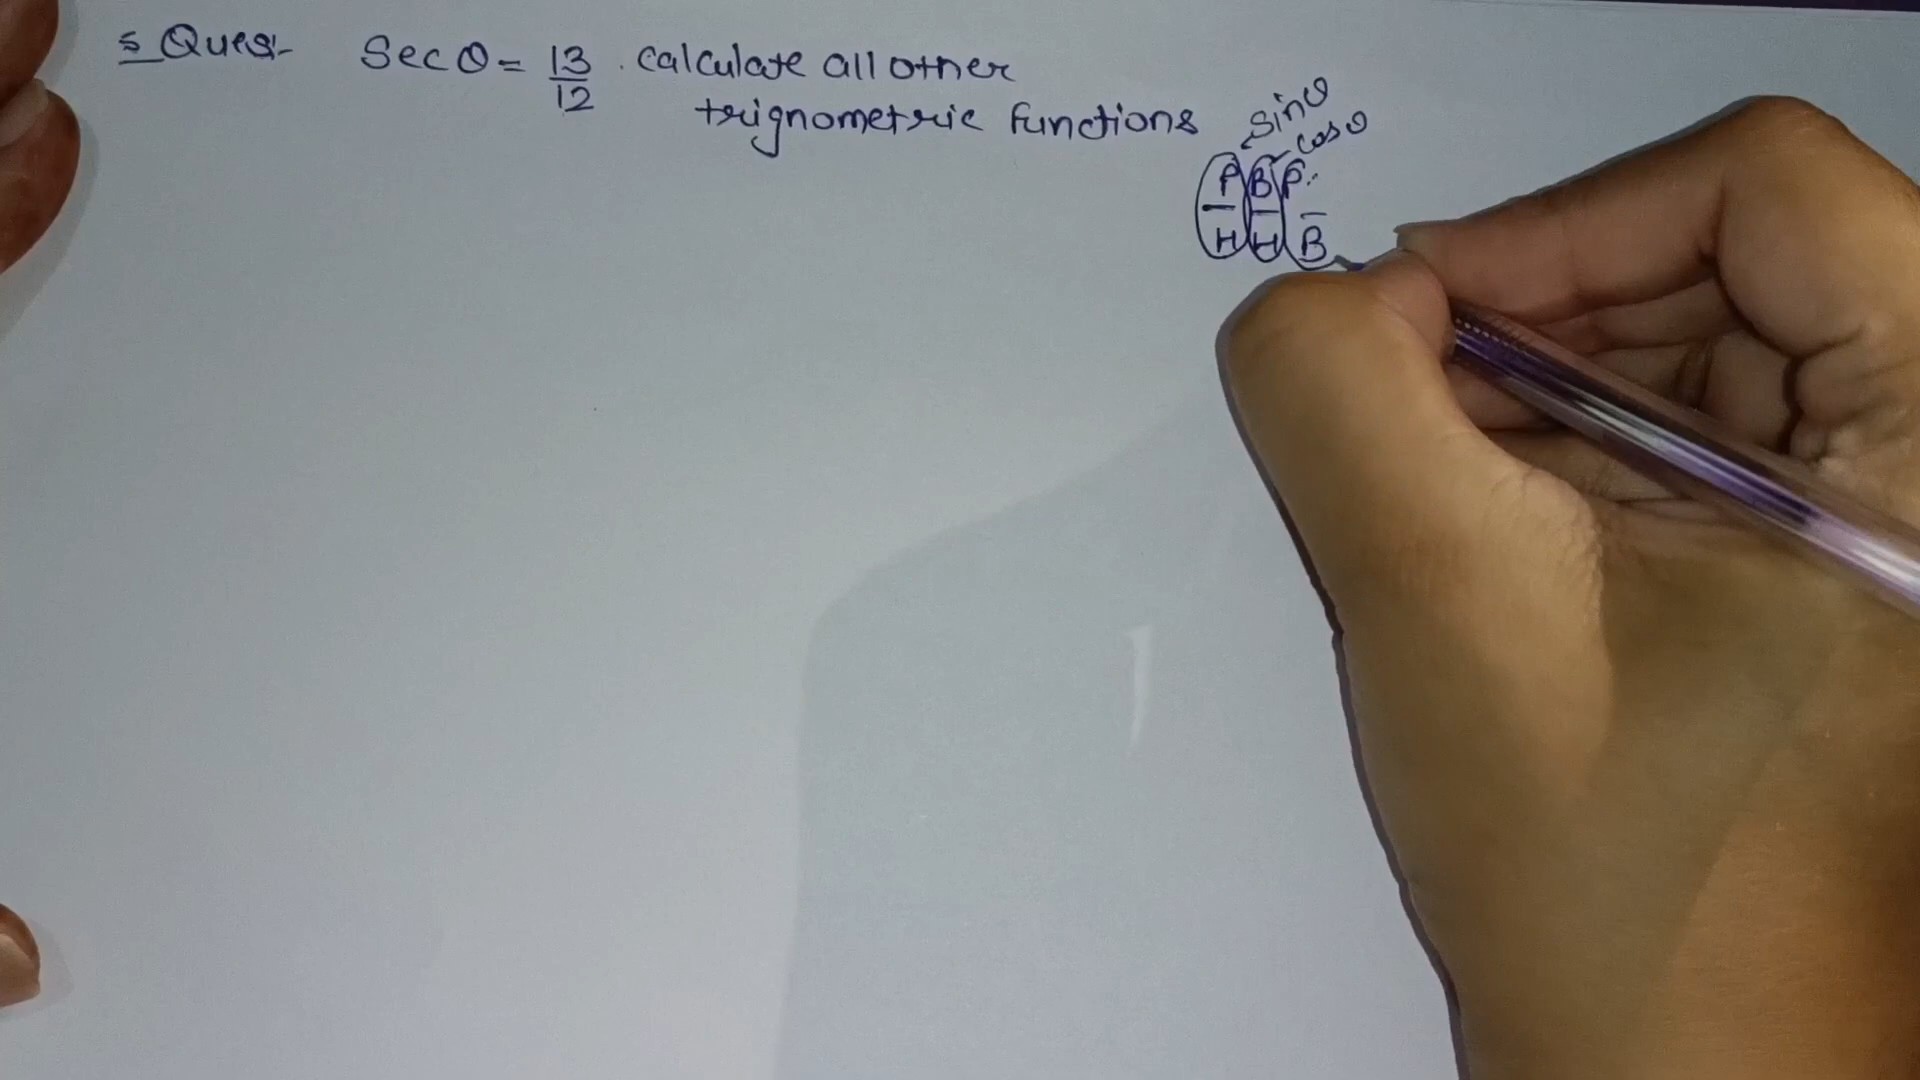 5 Ques:- Sec θ = 13/12 . calculate all other
trignometric functions
sin θ
cos θ
P B P
H H B